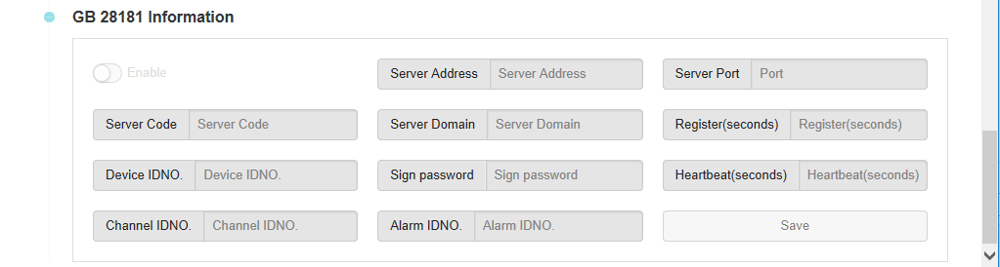 GB 28181 Information
Enable
Server Address Server Address
Server Port Port
Server Code Server Code
Server Domain Server Domain
Register(seconds) Register(seconds)
Device IDNO. Device IDNO.
Sign password Sign password
Heartbeat(seconds) Heartbeat(seconds)
Channel IDNO. Channel IDNO.
Alarm IDNO. Alarm IDNO.
Save